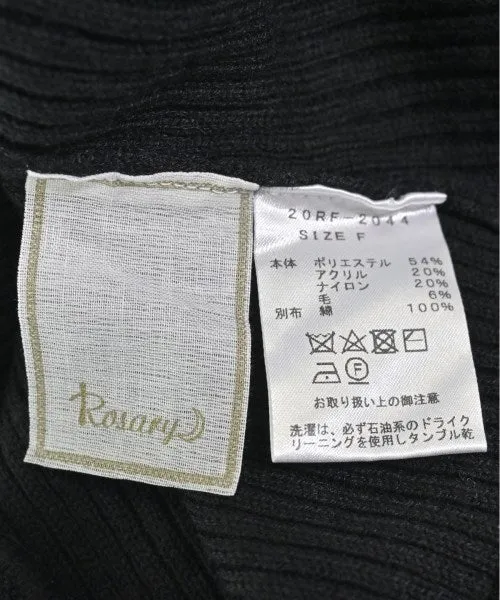 Rosary
20RF-2044
SIZE F
本体 ポリエステル 54%
アクリル 20%
ナイロン 20%
毛 6%
別布 綿 100%
F
お取り扱い上の御注意
洗濯は、必ず石油系のドライク
リーニングを使用しタンブル乾